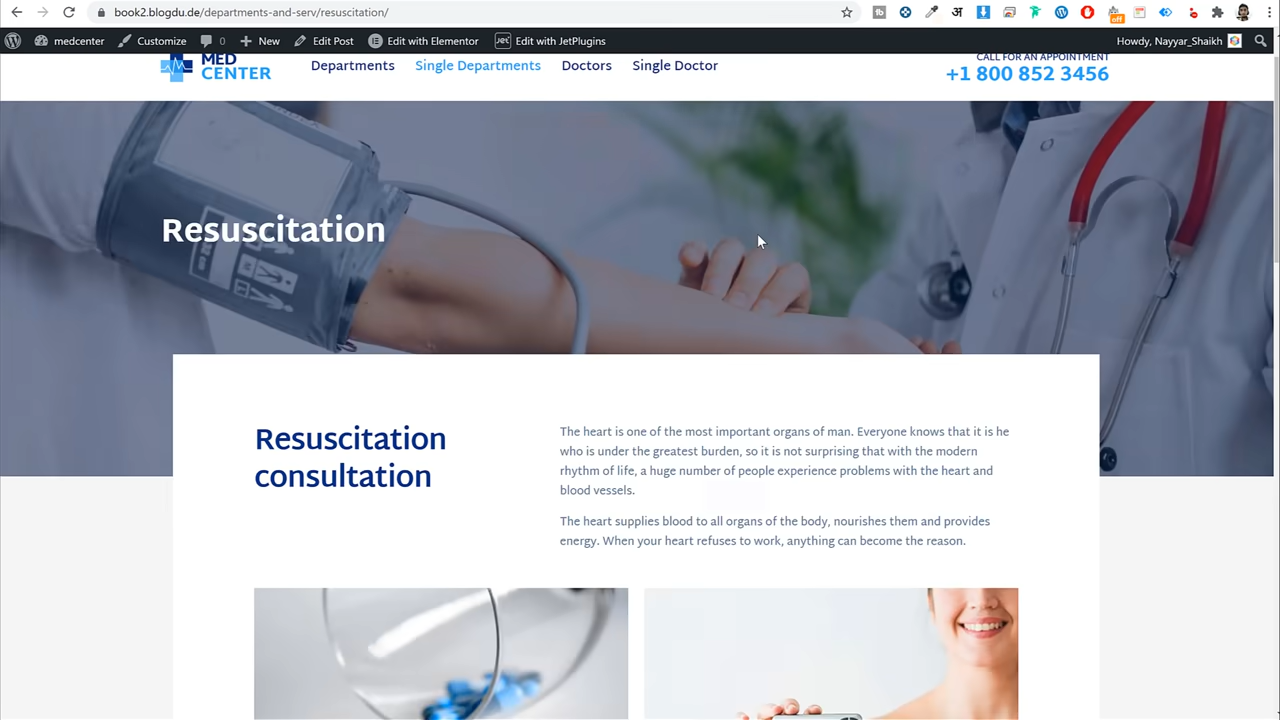 book2.blogdu.de/departments-and-serv/resuscitation/
अ
off
medcenter
Customize
0
New
Edit Post
Edit with Elementor
Edit with JetPlugins
Howdy, Nayyar_Shaikh
MED
CENTER
Departments
Single Departments
Doctors
Single Doctor
CALL FOR AN APPOINTMENT
+1 800 852 3456
Resuscitation
Resuscitation
consultation
The heart is one of the most important organs of man. Everyone knows that it is he
who is under the greatest burden, so it is not surprising that with the modern
rhythm of life, a huge number of people experience problems with the heart and
blood vessels.
The heart supplies blood to all organs of the body, nourishes them and provides
energy. When your heart refuses to work, anything can become the reason.